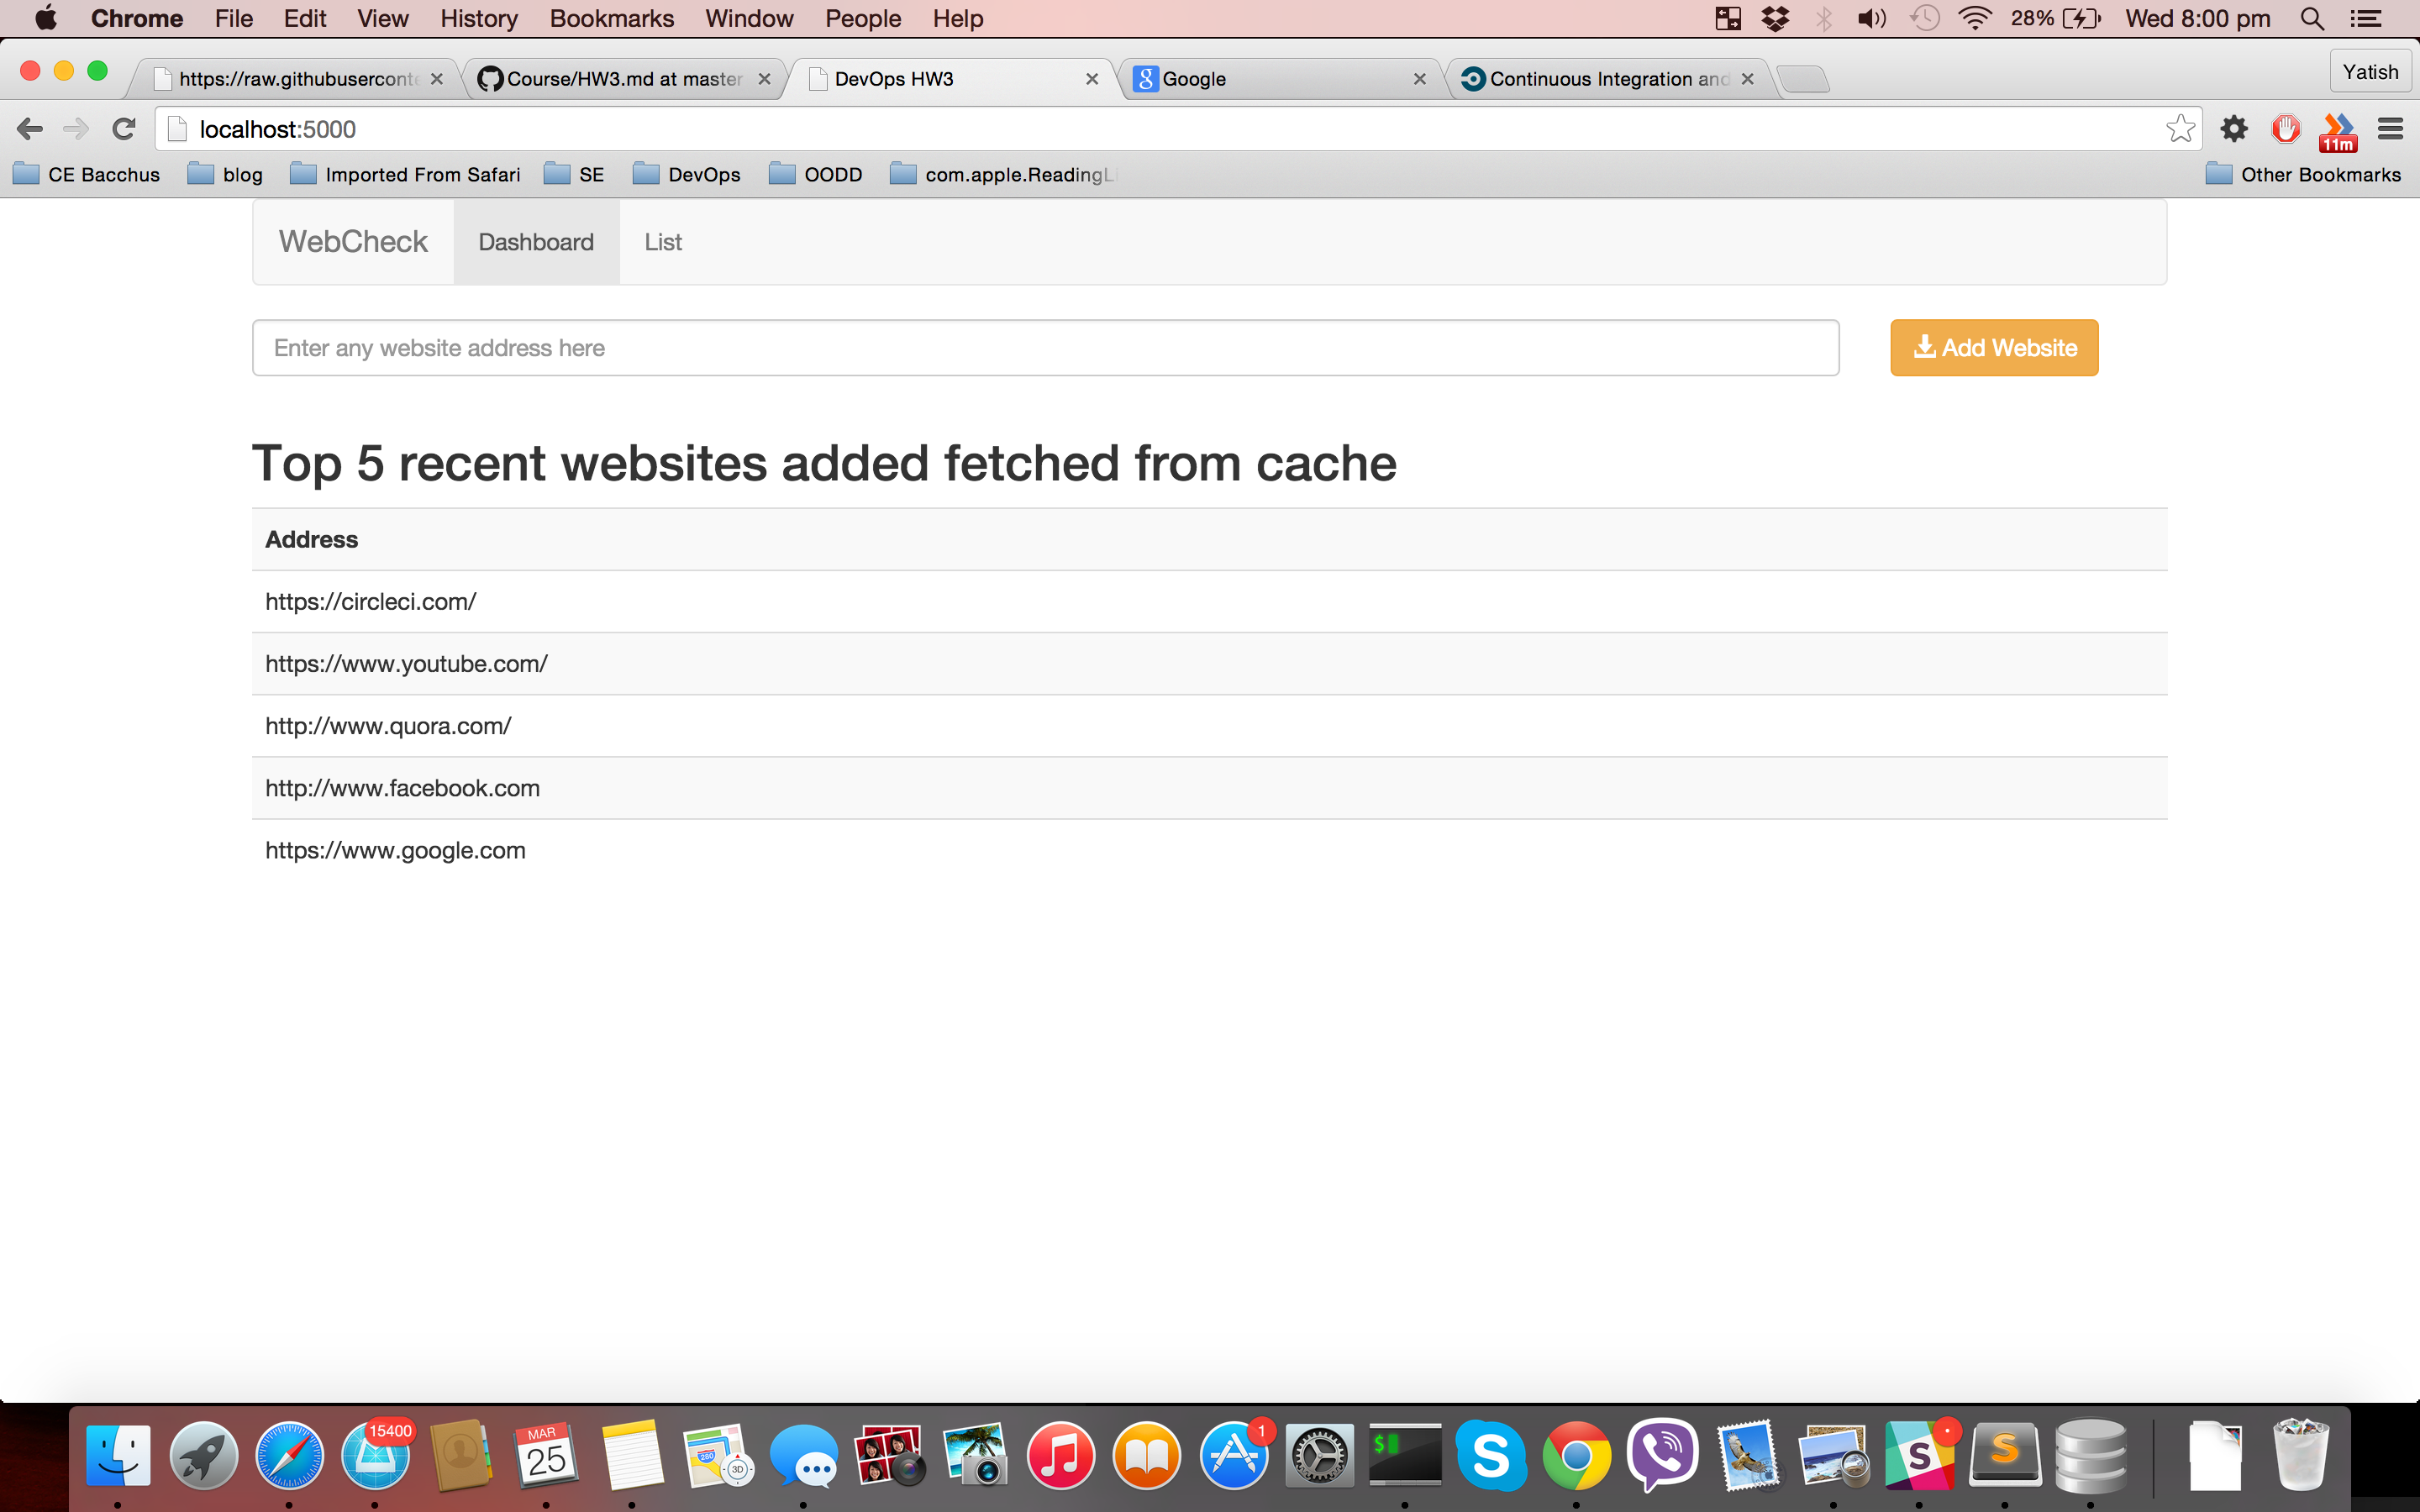 Chrome File Edit View History Bookmarks Window People Help 28% Wed 8:00 pm
https://raw.githubuserconte Course/HW3.md at master DevOps HW3 Google Continuous Integration and Yatish
localhost:5000 11m
CE Bacchus blog Imported From Safari SE DevOps OODD com.apple.ReadingLi Other Bookmarks
WebCheck Dashboard List
Enter any website address here Add Website
Top 5 recent websites added fetched from cache
Address
https://circleci.com/
https://www.youtube.com/
http://www.quora.com/
http://www.facebook.com
https://www.google.com
15400 MAR 25 280 3D 1 $ S S S